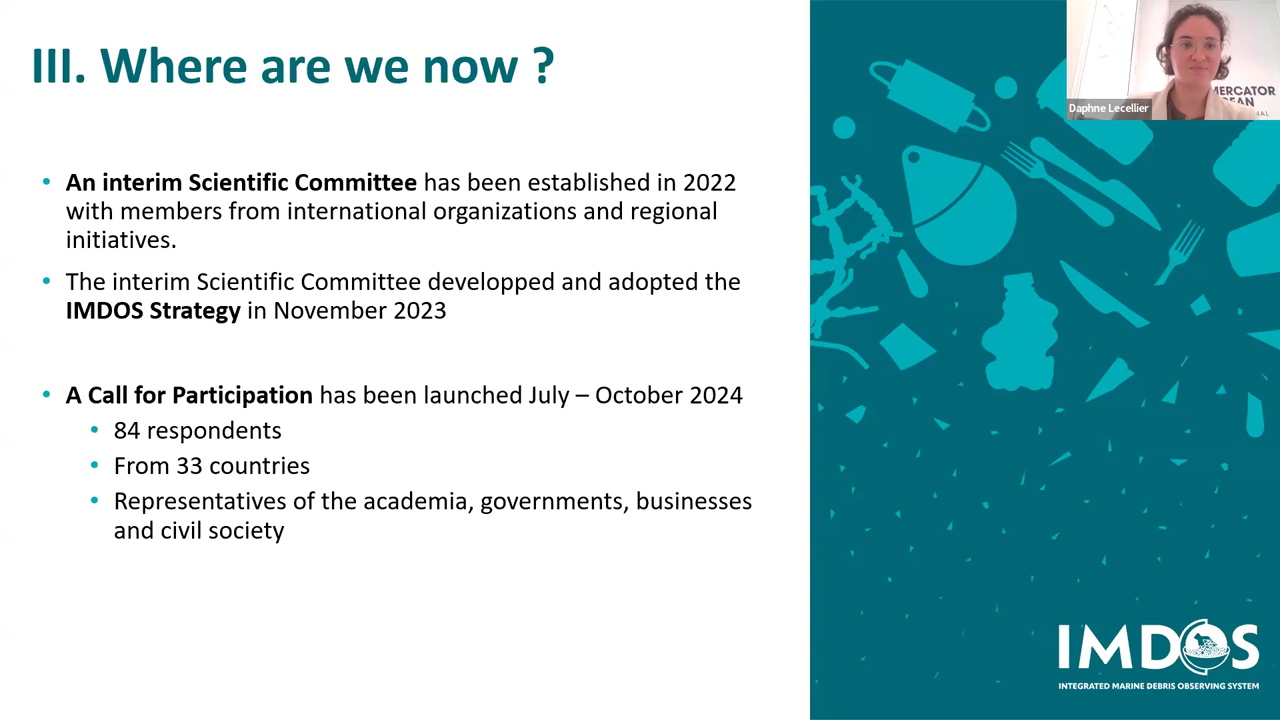 III. Where are we now ?
• An interim Scientific Committee has been established in 2022
with members from international organizations and regional
initiatives.
• The interim Scientific Committee developped and adopted the
IMDOS Strategy in November 2023
• A Call for Participation has been launched July – October 2024
• 84 respondents
• From 33 countries
• Representatives of the academia, governments, businesses
and civil society
Daphne Lecellier
MERCATOR
IMDOS
INTEGRATED MARINE DEBRIS OBSERVING SYSTEM